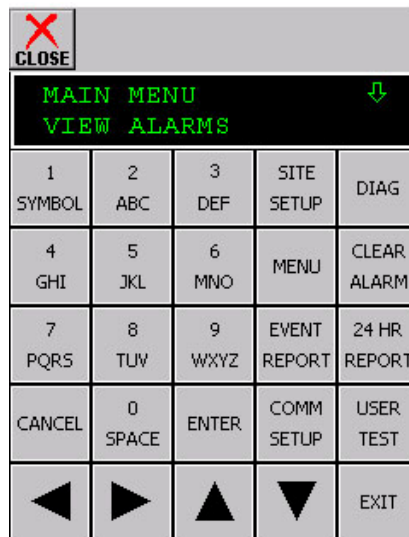 CLOSE
MAIN MENU
VIEW ALARMS
1
SYMBOL
2
ABC
3
DEF
SITE
SETUP
DIAG
4
GHI
5
JKL
6
MNO
MENU
CLEAR
ALARM
7
PQRS
8
TUV
9
WXYZ
EVENT
REPORT
24 HR
REPORT
CANCEL
0
SPACE
ENTER
COMM
SETUP
USER
TEST
EXIT